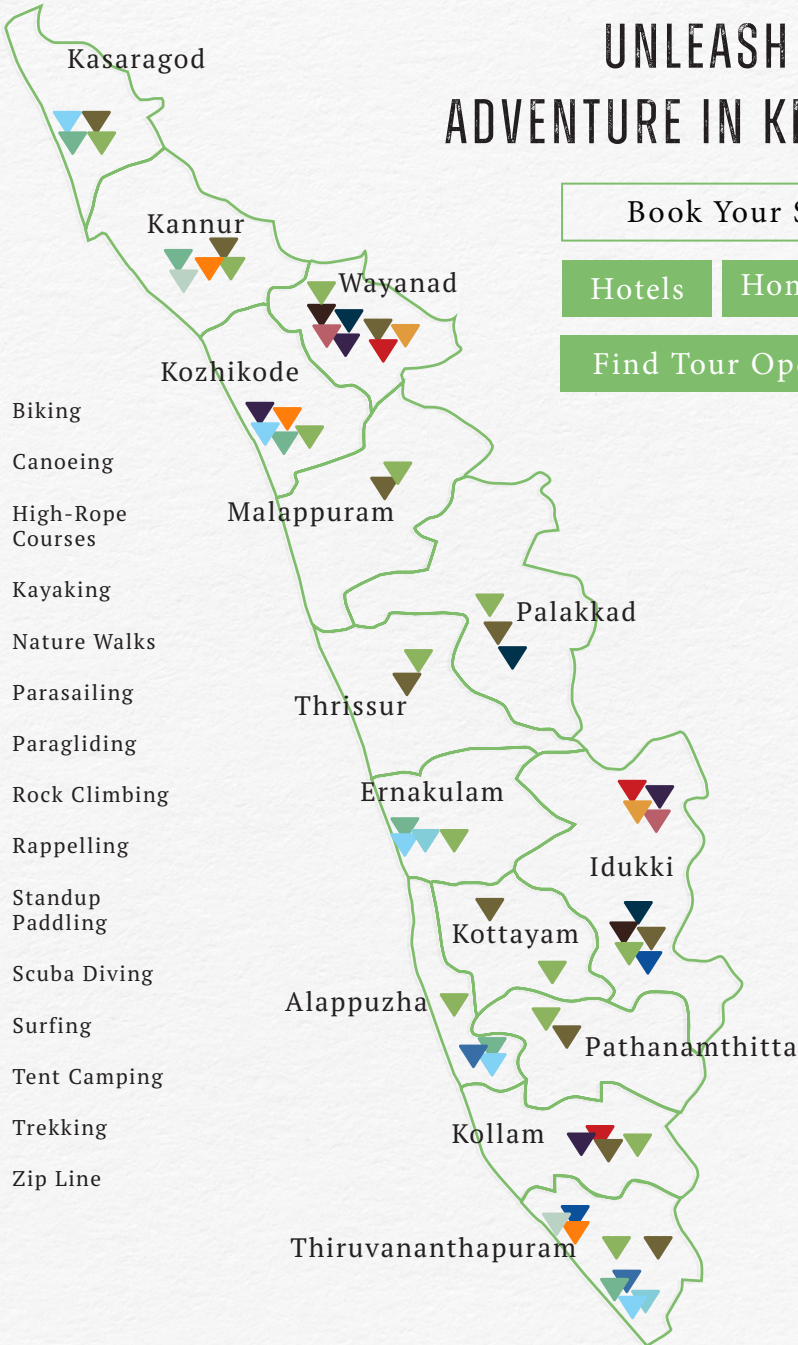 UNLEASH
ADVENTURE IN
Book Your
Hotels
Find Tour
Kasaragod
Kannur
Wayanad
Kozhikode
Malappuram
Palakkad
Thrissur
Ernakulam
Idukki
Kottayam
Alappuzha
Pathanamthitta
Kollam
Thiruvananthapuram
Biking
Canoeing
High-Rope
Courses
Kayaking
Nature Walks
Parasailing
Paragliding
Rock Climbing
Rappelling
Standup
Paddling
Scuba Diving
Surfing
Tent Camping
Trekking
Zip Line